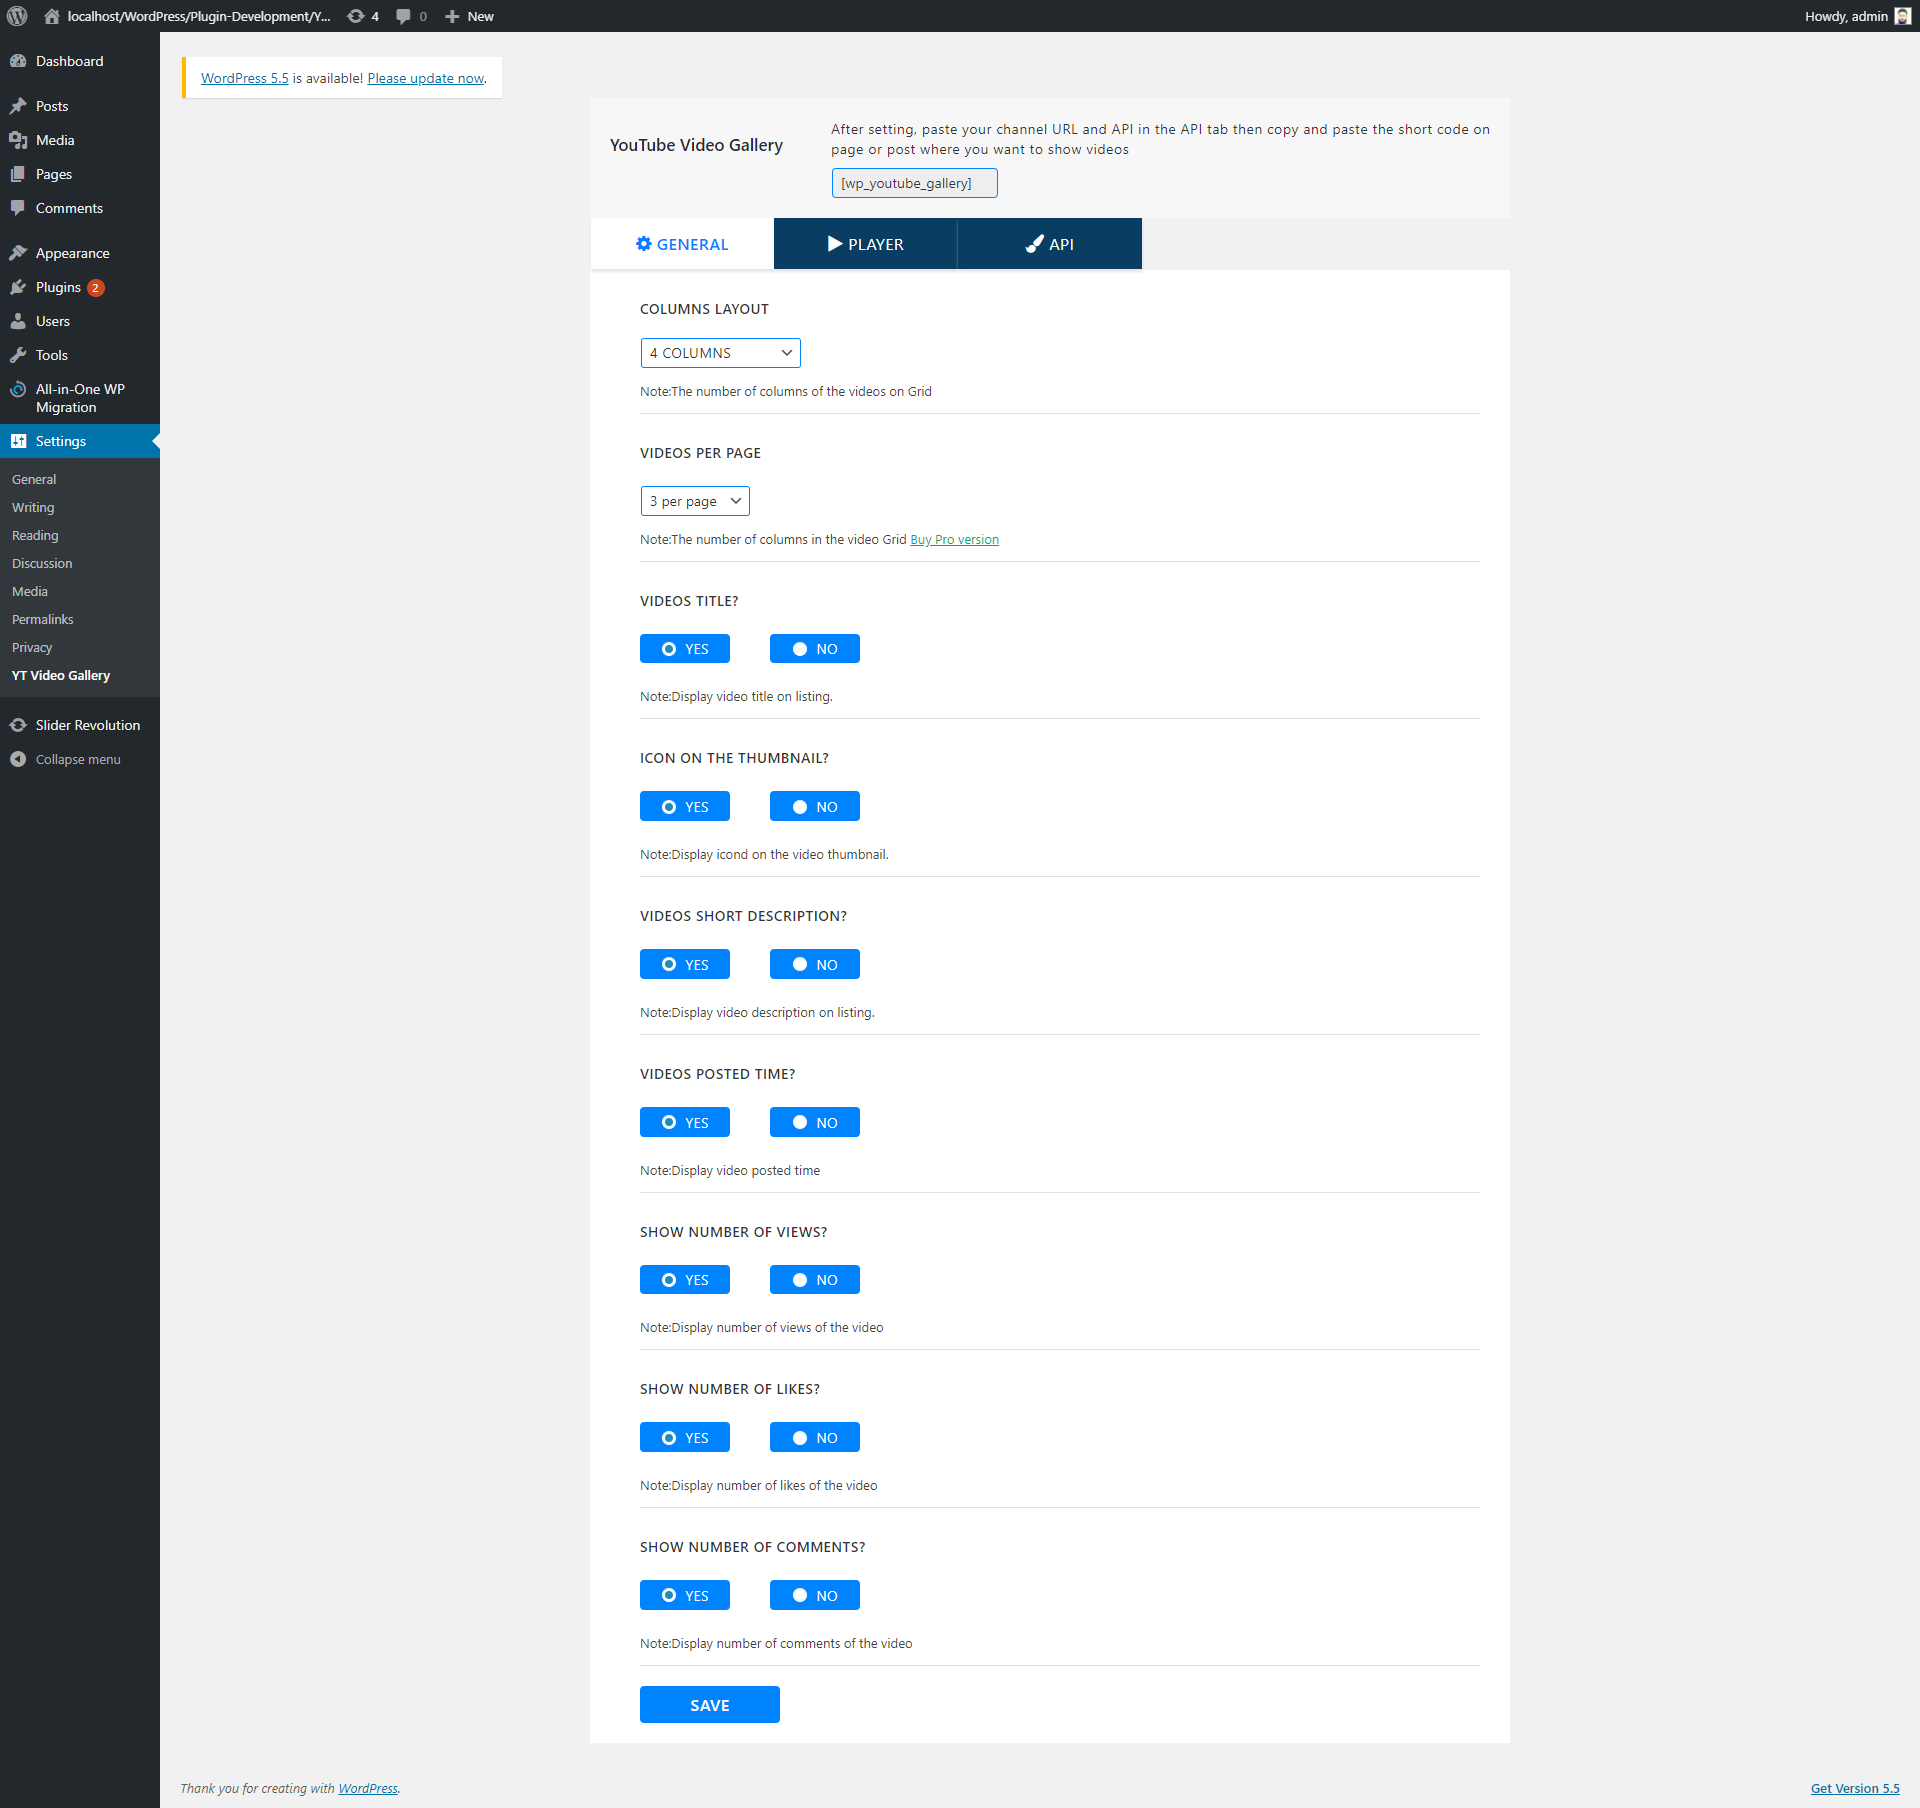 localhost/WordPress/Plugin-Development/Y... 4 0 New Howdy, admin
Dashboard
Posts
Media
Pages
Comments
Appearance
Plugins 2
Users
Tools
All-in-One WP
Migration
Settings
General
Writing
Reading
Discussion
Media
Permalinks
Privacy
YT Video Gallery
Slider Revolution
Collapse menu
WordPress 5.5 is available! Please update now.
YouTube Video Gallery
After setting, paste your channel URL and API in the API tab then copy and paste the short code on
page or post where you want to show videos
[wp_youtube_gallery]
GENERAL PLAYER API
COLUMNS LAYOUT
4 COLUMNS
Note:The number of columns of the videos on Grid
VIDEOS PER PAGE
3 per page
Note:The number of columns in the video Grid Buy Pro version
VIDEOS TITLE?
YES NO
Note:Display video title on listing.
ICON ON THE THUMBNAIL?
YES NO
Note:Display icond on the video thumbnail.
VIDEOS SHORT DESCRIPTION?
YES NO
Note:Display video description on listing.
VIDEOS POSTED TIME?
YES NO
Note:Display video posted time
SHOW NUMBER OF VIEWS?
YES NO
Note:Display number of views of the video
SHOW NUMBER OF LIKES?
YES NO
Note:Display number of likes of the video
SHOW NUMBER OF COMMENTS?
YES NO
Note:Display number of comments of the video
SAVE
Thank you for creating with WordPress.
Get Version 5.5